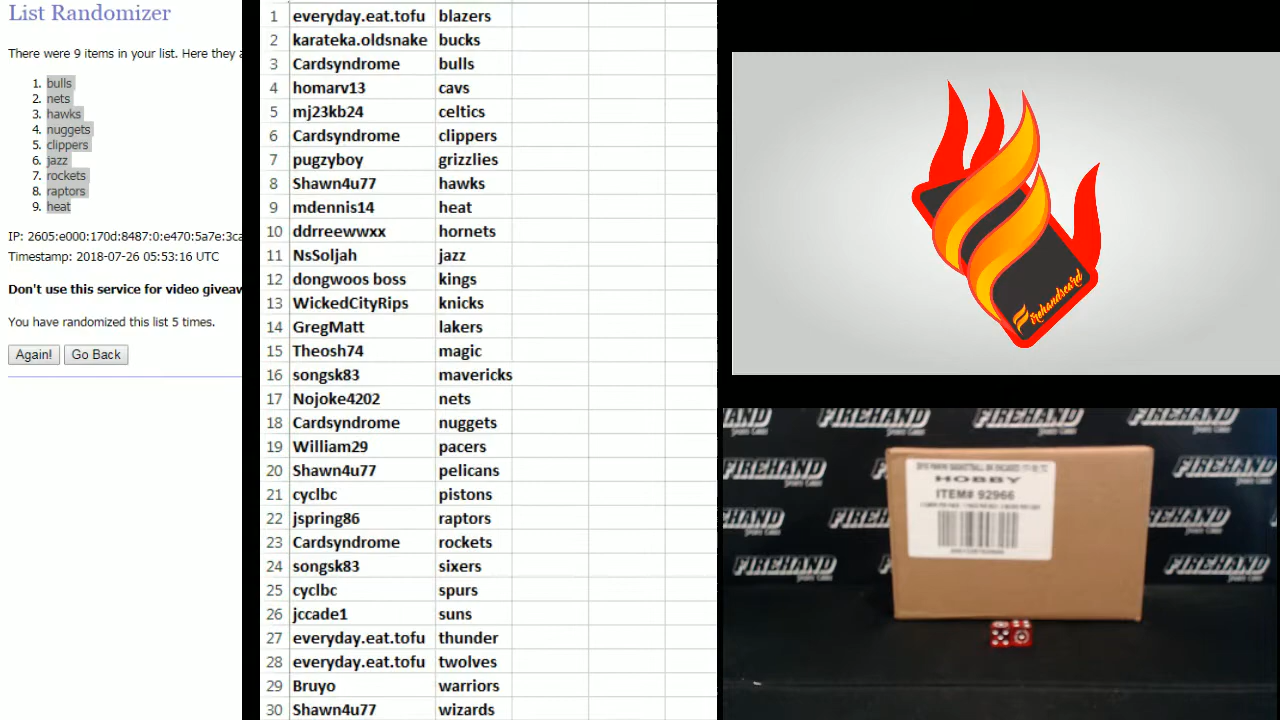 List Randomizer
There were 9 items in your list. Here they a
1. bulls
2. nets
3. hawks
4. nuggets
5. clippers
6. jazz
7. rockets
8. raptors
9. heat
IP: 2605:e000:170d:8487:0:e470:5a7e:3ca
Timestamp: 2018-07-26 05:53:16 UTC
Don't use this service for video giveaw
You have randomized this list 5 times.
Again! Go Back
1 everyday.eat.tofu blazers
2 karateka.oldsnake bucks
3 Cardsyndrome bulls
4 homarv13 cavs
5 mj23kb24 celtics
6 Cardsyndrome clippers
7 pugzyboy grizzlies
8 Shawn4u77 hawks
9 mdennis14 heat
10 ddrreewwxx hornets
11 NsSoljah jazz
12 dongwoos boss kings
13 WickedCityRips knicks
14 GregMatt lakers
15 Theosh74 magic
16 songsk83 mavericks
17 Nojoke4202 nets
18 Cardsyndrome nuggets
19 William29 pacers
20 Shawn4u77 pelicans
21 cyclbc pistons
22 jspring86 raptors
23 Cardsyndrome rockets
24 songsk83 sixers
25 cyclbc spurs
26 jccade1 suns
27 everyday.eat.tofu thunder
28 everyday.eat.tofu twolves
29 Bruyo warriors
30 Shawn4u77 wizards
Firehandscard
FIREHAND
HOBBY
ITEM# 92966